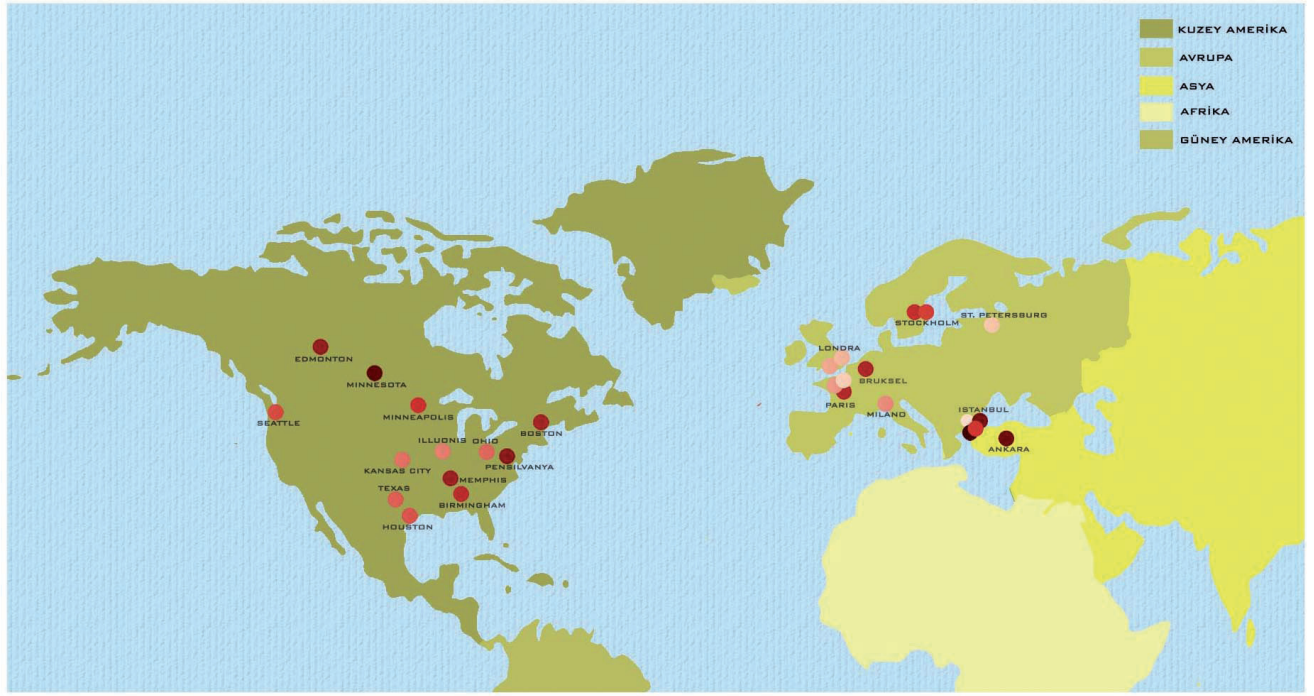 KUZEY AMERİKA
AVRUPA
ASYA
AFRİKA
GÜNEY AMERİKA
STOCKHOLM
ST. PETERSBURG
LONDRA
EDMONTON
BRUKSEL
MINNESOTA
PARIS
MILANO
ISTANBUL
SEATTLE
MINNEAPOLIS
BOSTON
ANKARA
ILLUONIS
OHIO
KANSAS CITY
PENSILVANYA
MEMPHIS
TEXAS
BIRMINGHAM
HOUSTON